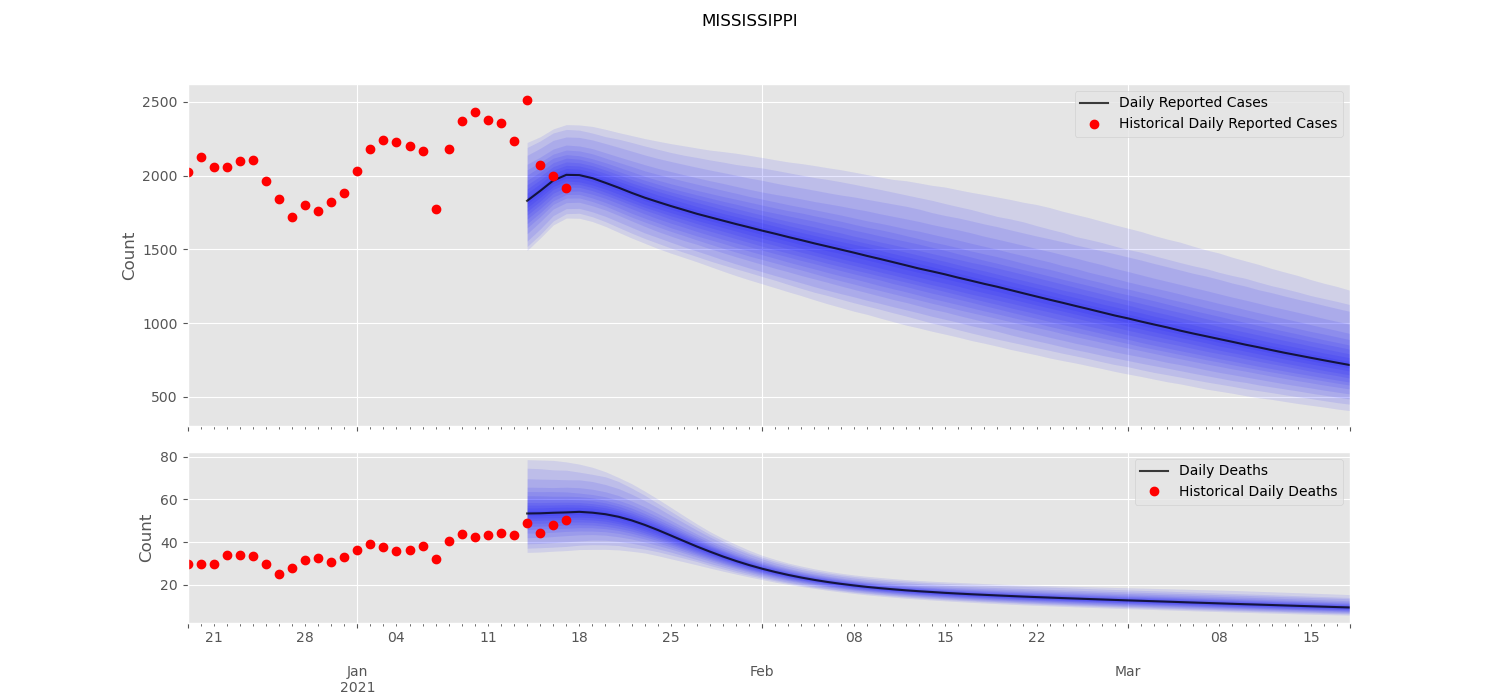 MISSISSIPPI
2500
2000
1500
1000
500
Count
Daily Reported Cases
Historical Daily Reported Cases
80
60
40
20
Count
Daily Deaths
Historical Daily Deaths
21 28 04 11 18 25 08 15 22 08 15
Jan Feb Mar
2021